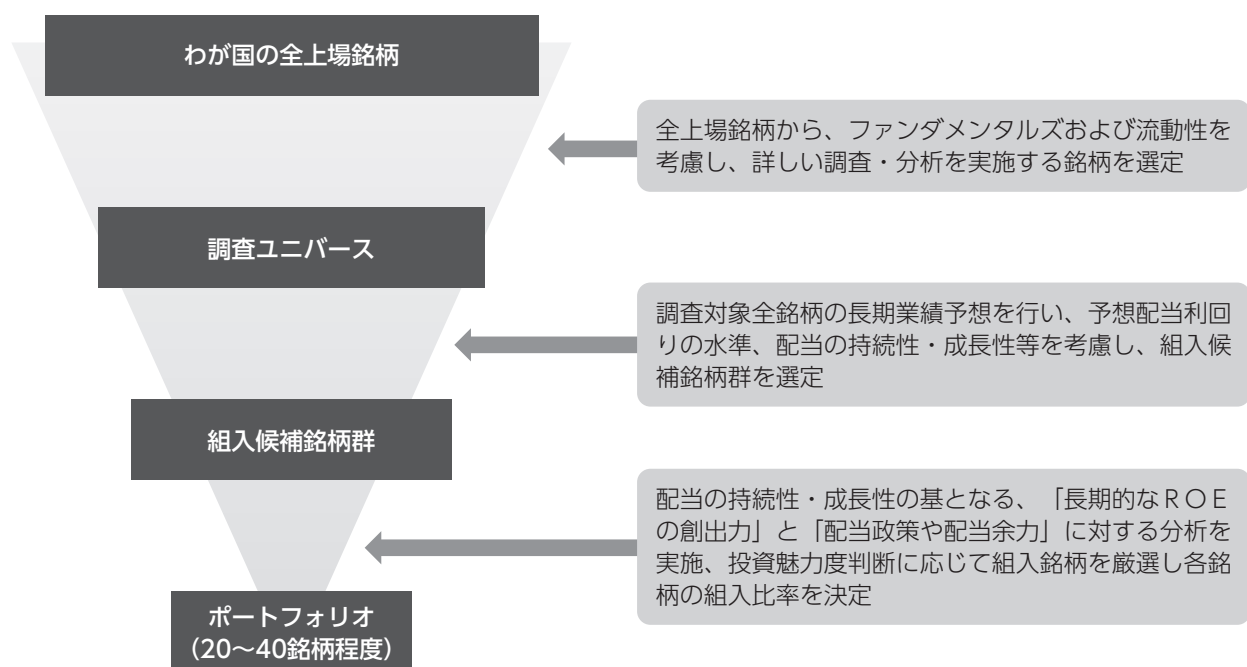 わが国の全上場銘柄
全上場銘柄から、ファンダメンタルズおよび流動性を
考慮し、詳しい調査・分析を実施する銘柄を選定
調査ユニバース
調査対象全銘柄の長期業績予想を行い、予想配当利回
りの水準、配当の持続性・成長性等を考慮し、組入候
補銘柄群を選定
組入候補銘柄群
配当の持続性・成長性の基となる、「長期的なＲＯＥ
の創出力」と「配当政策や配当余力」に対する分析を
実施、投資魅力度判断に応じて組入銘柄を厳選し各銘
柄の組入比率を決定
ポートフォリオ
（20～40銘柄程度）